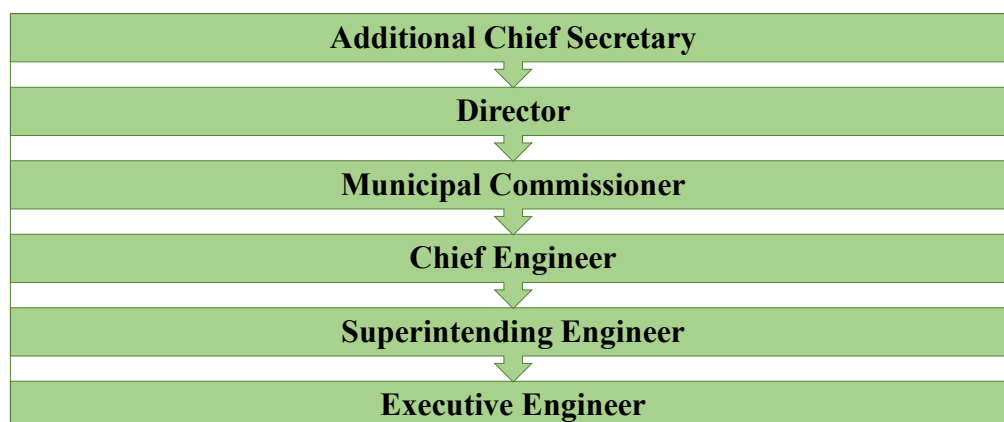 Additional Chief Secretary
Director
Municipal Commissioner
Chief Engineer
Superintending Engineer
Executive Engineer